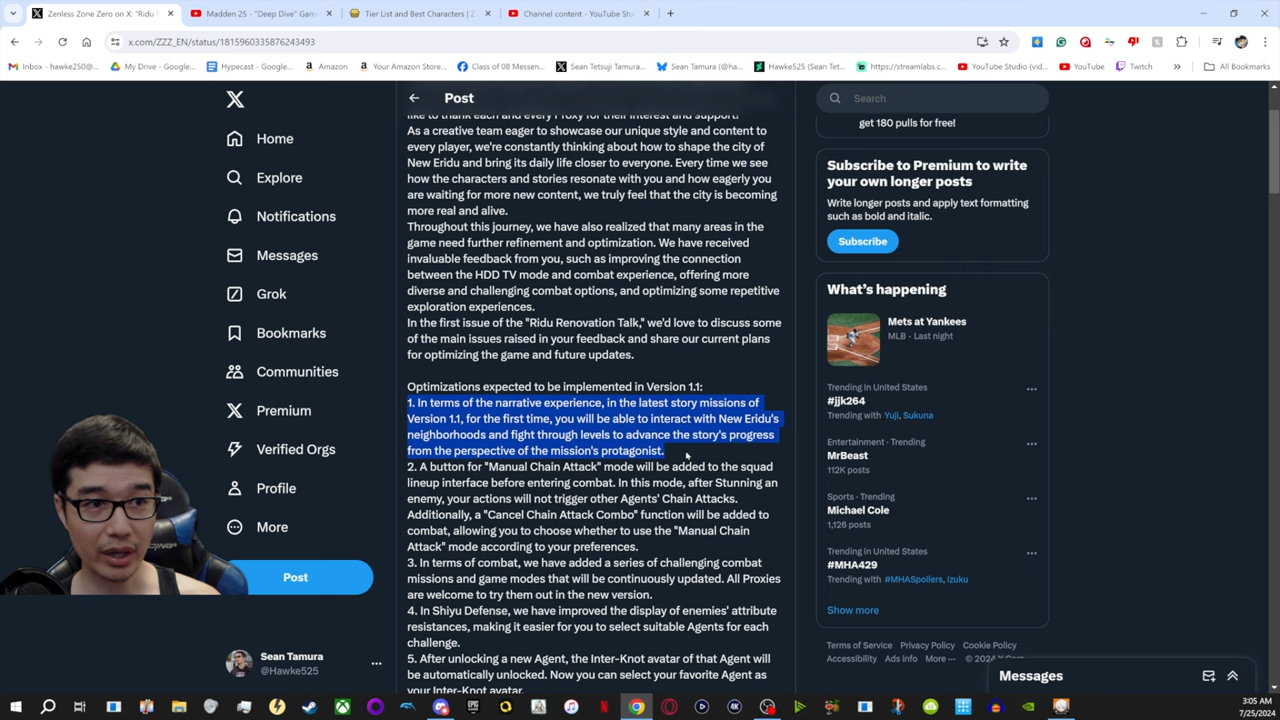 Zenless Zone Zero on X: "Ridu
Madden 25 - "Deep Dive" Gam
Tier List and Best Characters | Z
Channel content - YouTube Stu
x.com/ZZZ_EN/status/1815960335876243493
Inbox - hawke250@...
My Drive - Google...
Hypecast - Google...
Amazon
Your Amazon Store...
Class of 08 Messen...
Sean Tetsuji Tamura...
Sean Tamura (@ha...
Hawke525 (Sean Tet...
https://streamlabs.c...
YouTube Studio (vid...
YouTube
Twitch
All Bookmarks
Home
Explore
Notifications
Messages
Grok
Bookmarks
Communities
Premium
Verified Orgs
Profile
More
Post
Sean Tamura
@Hawke525
Post
like to thank each and every Proxy for their interest and support!
As a creative team eager to showcase our unique style and content to
every player, we're constantly thinking about how to shape the city of
New Eridu and bring its daily life closer to everyone. Every time we see
how the characters and stories resonate with you and how eagerly you
are waiting for more new content, we truly feel that the city is becoming
more real and alive.
Throughout this journey, we have also realized that many areas in the
game need further refinement and optimization. We have received
invaluable feedback from you, such as improving the connection
between the HDD TV mode and combat experience, offering more
diverse and challenging combat options, and optimizing some repetitive
exploration experiences.
In the first issue of the "Ridu Renovation Talk," we'd love to discuss some
of the main issues raised in your feedback and share our current plans
for optimizing the game and future updates.
Optimizations expected to be implemented in Version 1.1:
1. In terms of the narrative experience, in the latest story missions of
Version 1.1, for the first time, you will be able to interact with New Eridu's
neighborhoods and fight through levels to advance the story's progress
from the perspective of the mission's protagonist.
2. A button for "Manual Chain Attack" mode will be added to the squad
lineup interface before entering combat. In this mode, after Stunning an
enemy, your actions will not trigger other Agents' Chain Attacks.
Additionally, a "Cancel Chain Attack Combo" function will be added to
combat, allowing you to choose whether to use the "Manual Chain
Attack" mode according to your preferences.
3. In terms of combat, we have added a series of challenging combat
missions and game modes that will be continuously updated. All Proxies
are welcome to try them out in the new version.
4. In Shiyu Defense, we have improved the display of enemies' attribute
resistances, making it easier for you to select suitable Agents for each
challenge.
5. After unlocking a new Agent, the Inter-Knot avatar of that Agent will
be automatically unlocked. Now you can select your favorite Agent as
your Inter-Knot avatar.
Search
get 180 pulls for free!
Subscribe to Premium to write
your own longer posts
Write longer posts and apply text formatting
such as bold and italic.
Subscribe
What's happening
Mets at Yankees
MLB · Last night
Trending in United States
#jjk264
Trending with Yuji, Sukuna
Entertainment · Trending
MrBeast
112K posts
Sports · Trending
Michael Cole
1,126 posts
Trending in United States
#MHA429
Trending with #MHASpoilers, Izuku
Show more
Terms of Service Privacy Policy Cookie Policy
Accessibility Ads info More ... © 2024 X Corp.
Messages
3:05 AM
7/25/2024